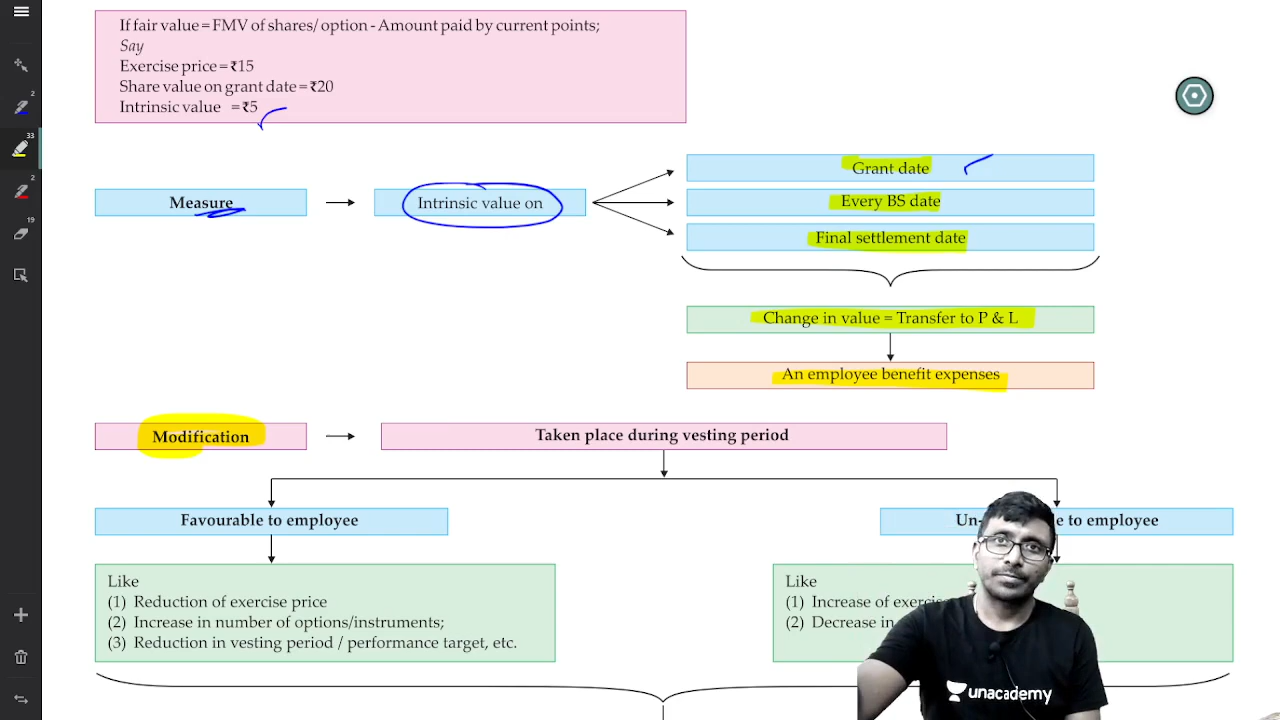 If fair value = FMV of shares/ option - Amount paid by current points;
Say
Exercise price = ₹15
Share value on grant date = ₹20
Intrinsic value = ₹5
Measure
Intrinsic value on
Grant date
Every BS date
Final settlement date
Change in value = Transfer to P & L
An employee benefit expenses
Modification
Taken place during vesting period
Favourable to employee
to employee
Like
(1) Reduction of exercise price
(2) Increase in number of options/instruments;
(3) Reduction in vesting period / performance target, etc.
Like
(1) Increase of
(2) Decrease in
unacademy
2
33
2
19